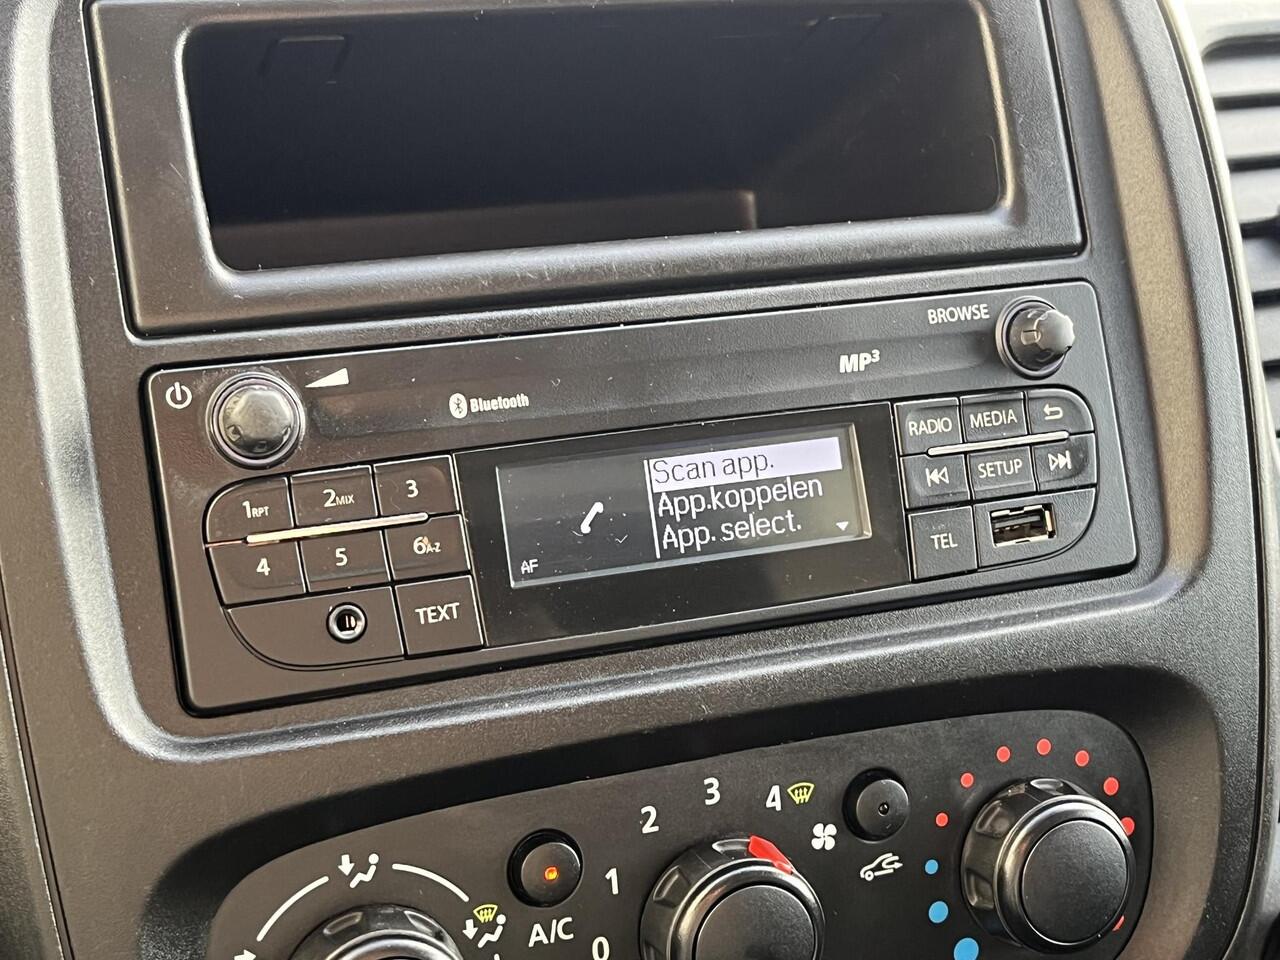 BROWSE
MP3
Bluetooth
RADIO
MEDIA
1RPT
2MIX
3
SETUP
4
5
6A-Z
TEL
TEXT
Scan app.
App.koppelen
App. select.
AF
0
1
2
3
4
A/C